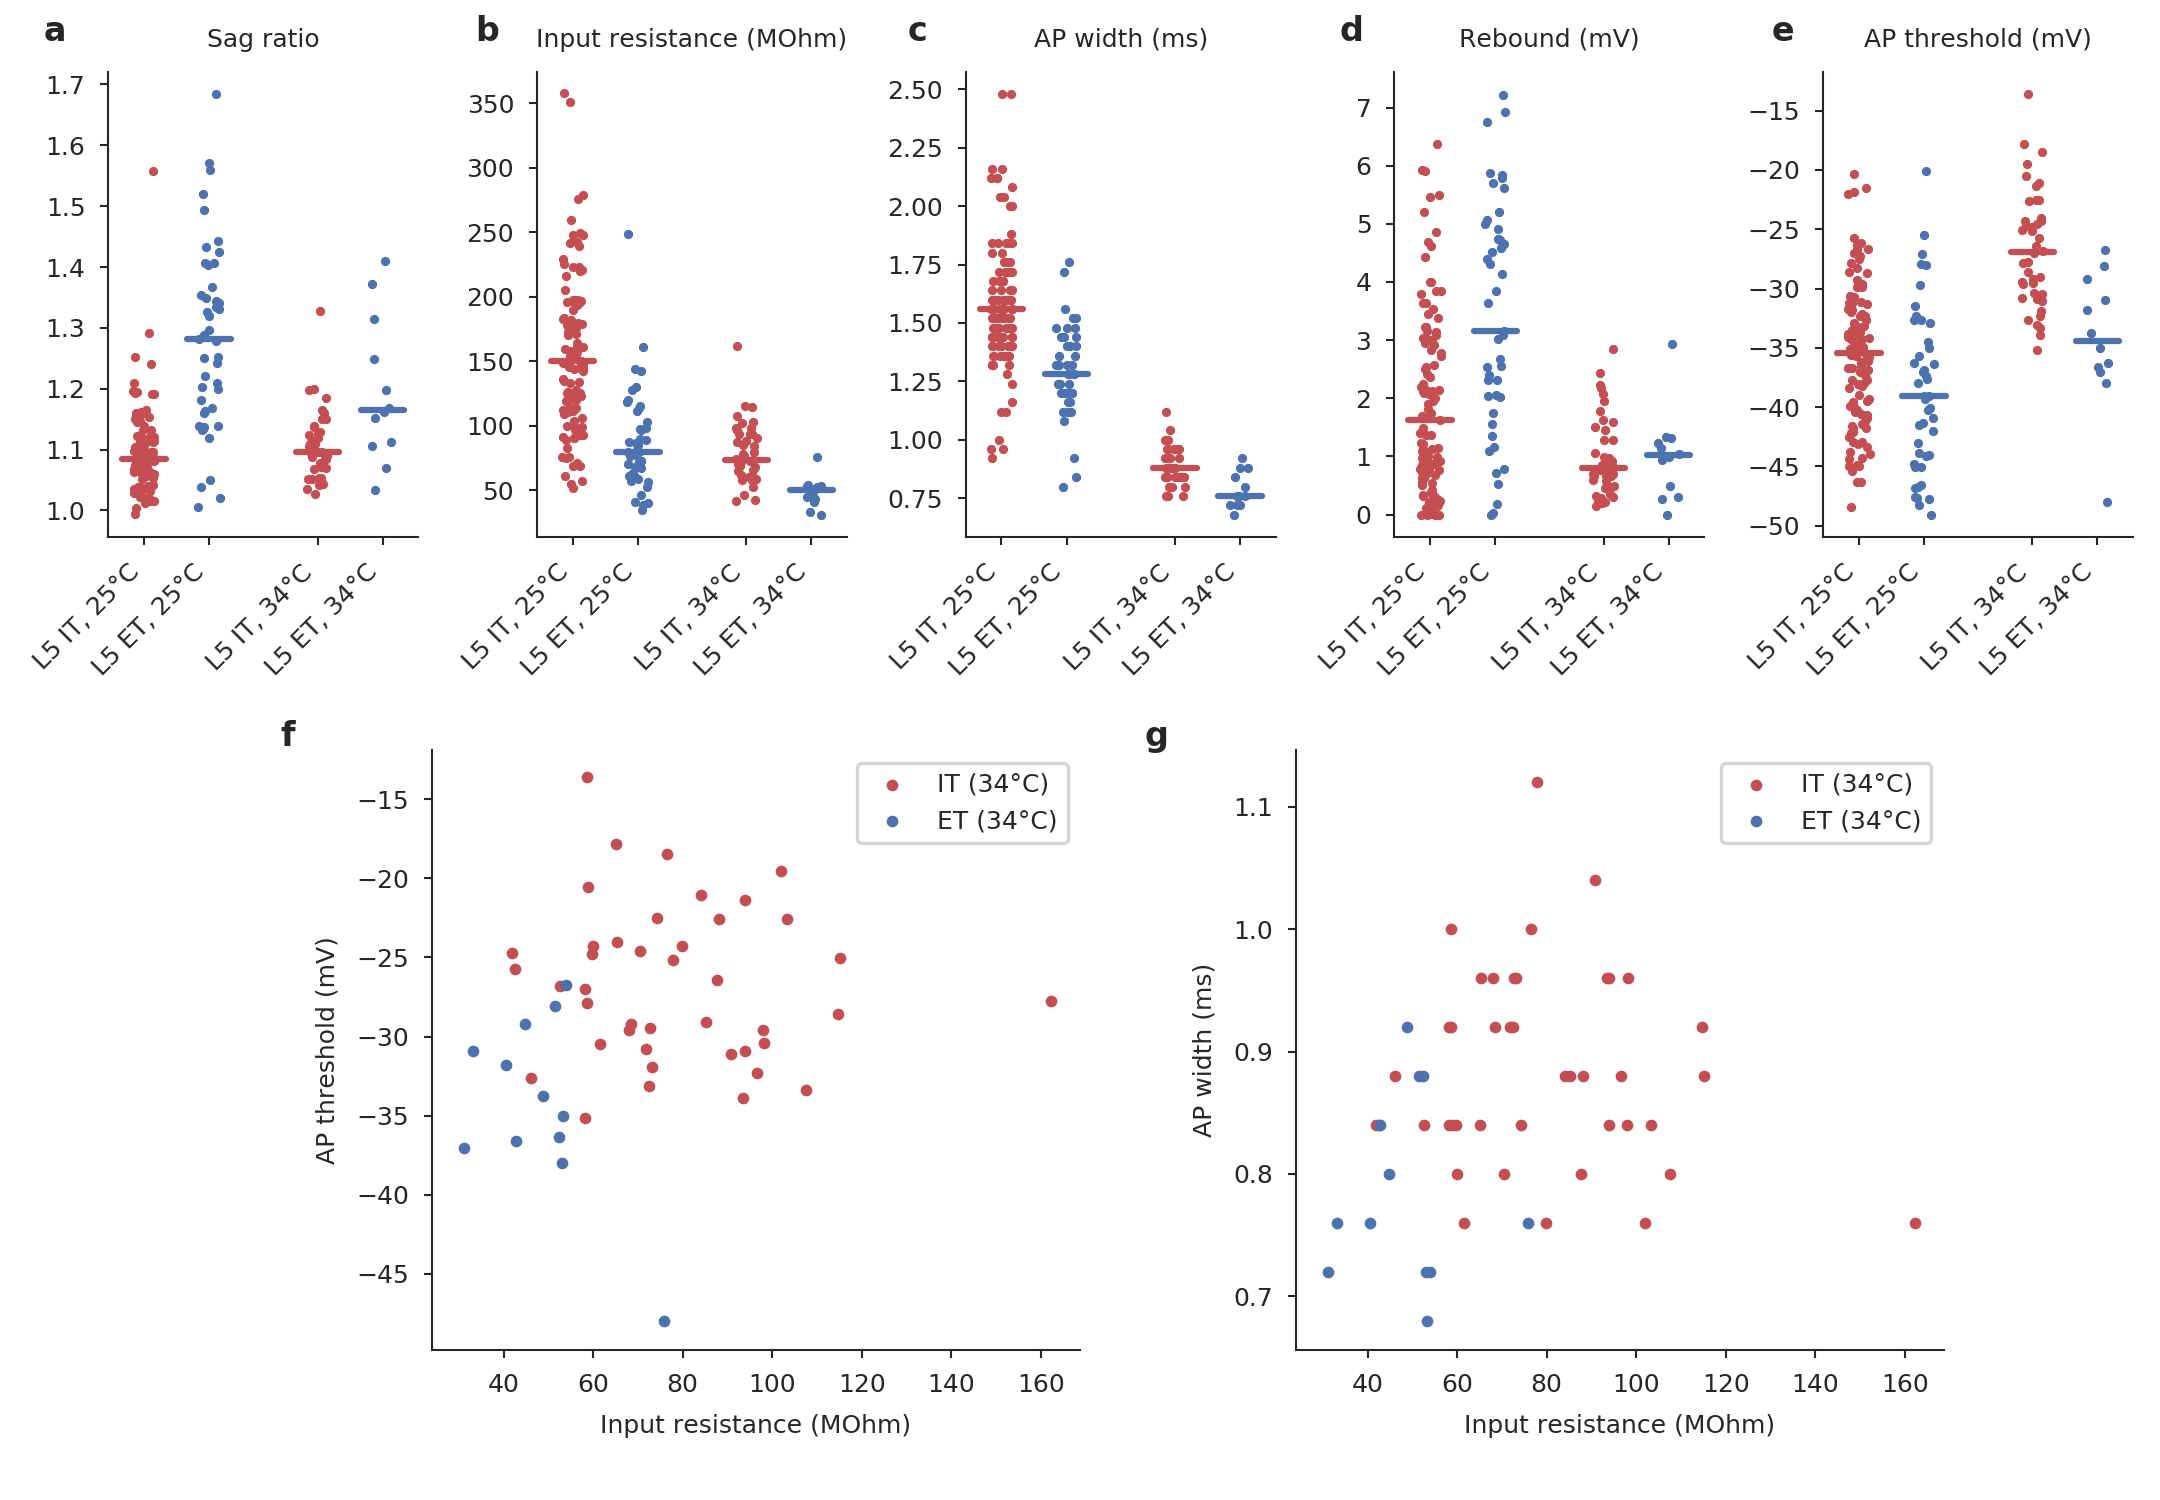 a Sag ratio
1.7
1.6
1.5
1.4
1.3
1.2
1.1
1.0
L5 IT, 25°C
L5 ET, 25°C
L5 IT, 34°C
L5 ET, 34°C
b Input resistance (MOhm)
350
300
250
200
150
100
50
L5 IT, 25°C
L5 ET, 25°C
L5 IT, 34°C
L5 ET, 34°C
c AP width (ms)
2.50
2.25
2.00
1.75
1.50
1.25
1.00
0.75
L5 IT, 25°C
L5 ET, 25°C
L5 IT, 34°C
L5 ET, 34°C
d Rebound (mV)
7
6
5
4
3
2
1
0
L5 IT, 25°C
L5 ET, 25°C
L5 IT, 34°C
L5 ET, 34°C
e AP threshold (mV)
−15
−20
−25
−30
−35
−40
−45
−50
L5 IT, 25°C
L5 ET, 25°C
L5 IT, 34°C
L5 ET, 34°C
f
IT (34°C)
ET (34°C)
AP threshold (mV)
−15
−20
−25
−30
−35
−40
−45
40 60 80 100 120 140 160
Input resistance (MOhm)
g
IT (34°C)
ET (34°C)
AP width (ms)
1.1
1.0
0.9
0.8
0.7
40 60 80 100 120 140 160
Input resistance (MOhm)